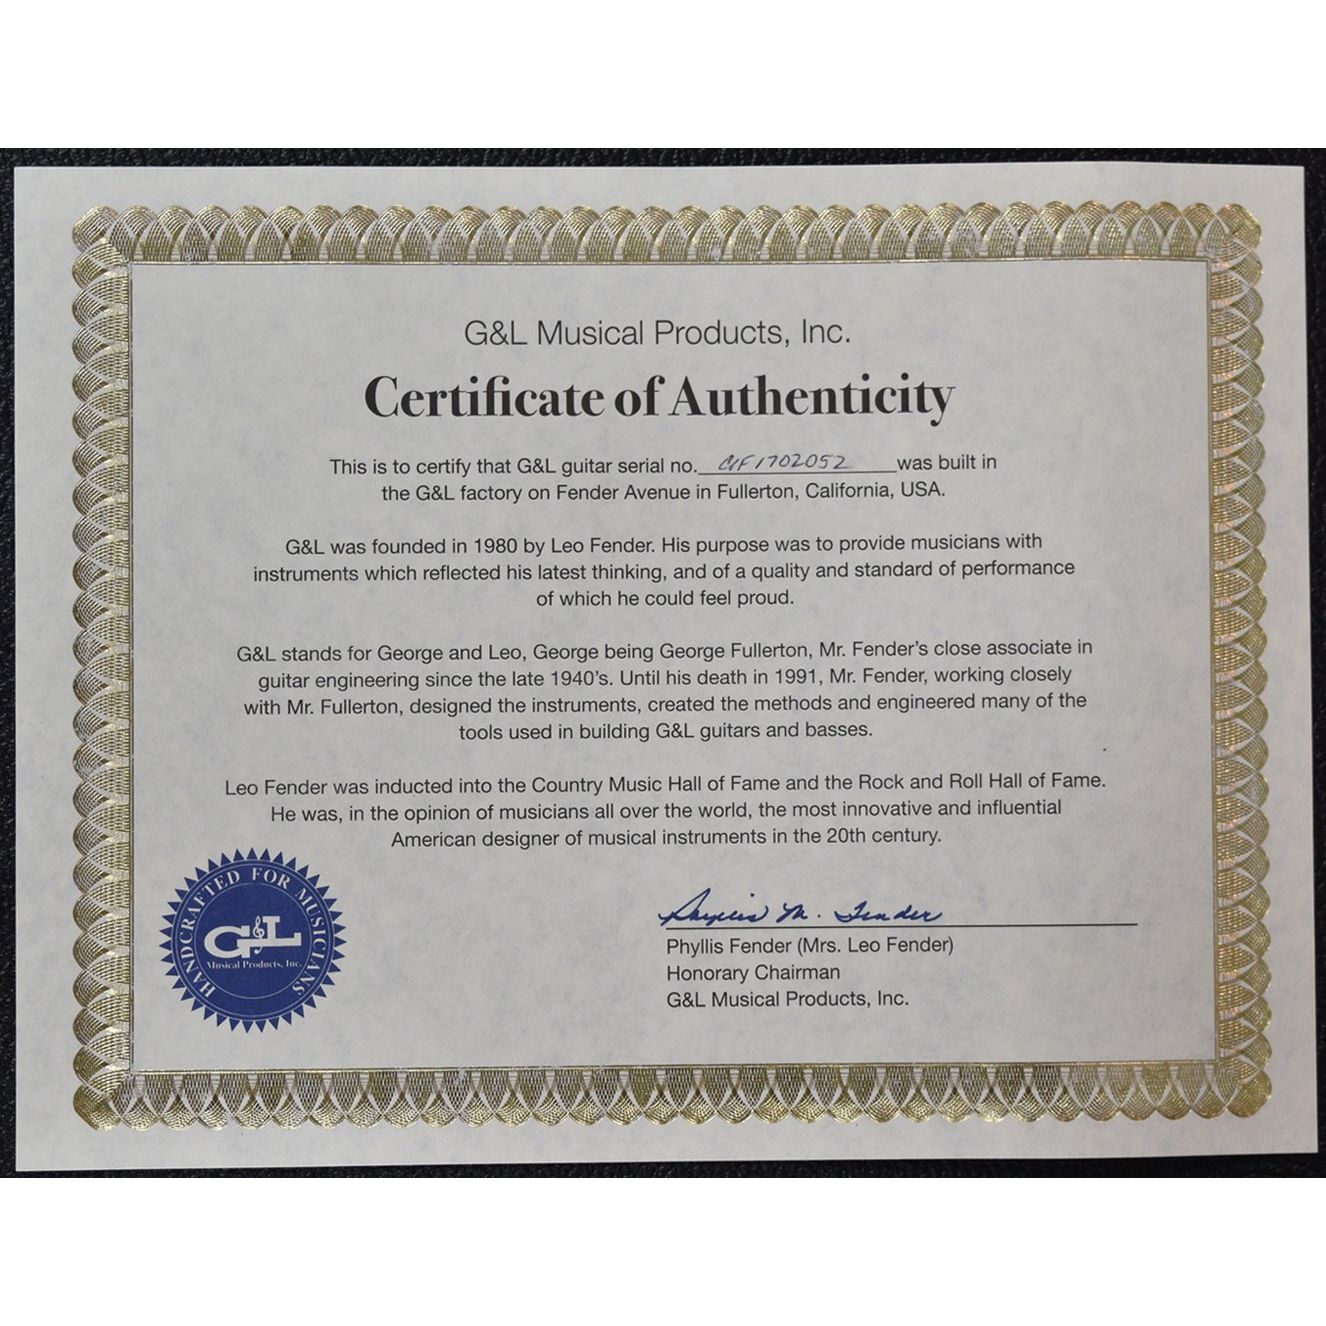 G&L Musical Products, Inc.
Certificate of Authenticity
This is to certify that G&L guitar serial no. CLF1702052 was built in
the G&L factory on Fender Avenue in Fullerton, California, USA.
G&L was founded in 1980 by Leo Fender. His purpose was to provide musicians with
instruments which reflected his latest thinking, and of a quality and standard of performance
of which he could feel proud.
G&L stands for George and Leo, George being George Fullerton, Mr. Fender's close associate in
guitar engineering since the late 1940's. Until his death in 1991, Mr. Fender, working closely
with Mr. Fullerton, designed the instruments, created the methods and engineered many of the
tools used in building G&L guitars and basses.
Leo Fender was inducted into the Country Music Hall of Fame and the Rock and Roll Hall of Fame.
He was, in the opinion of musicians all over the world, the most innovative and influential
American designer of musical instruments in the 20th century.
HANDCRAFTED FOR MUSICIANS
G&L
Musical Products, Inc.
Phyllis M. Fender
Phyllis Fender (Mrs. Leo Fender)
Honorary Chairman
G&L Musical Products, Inc.